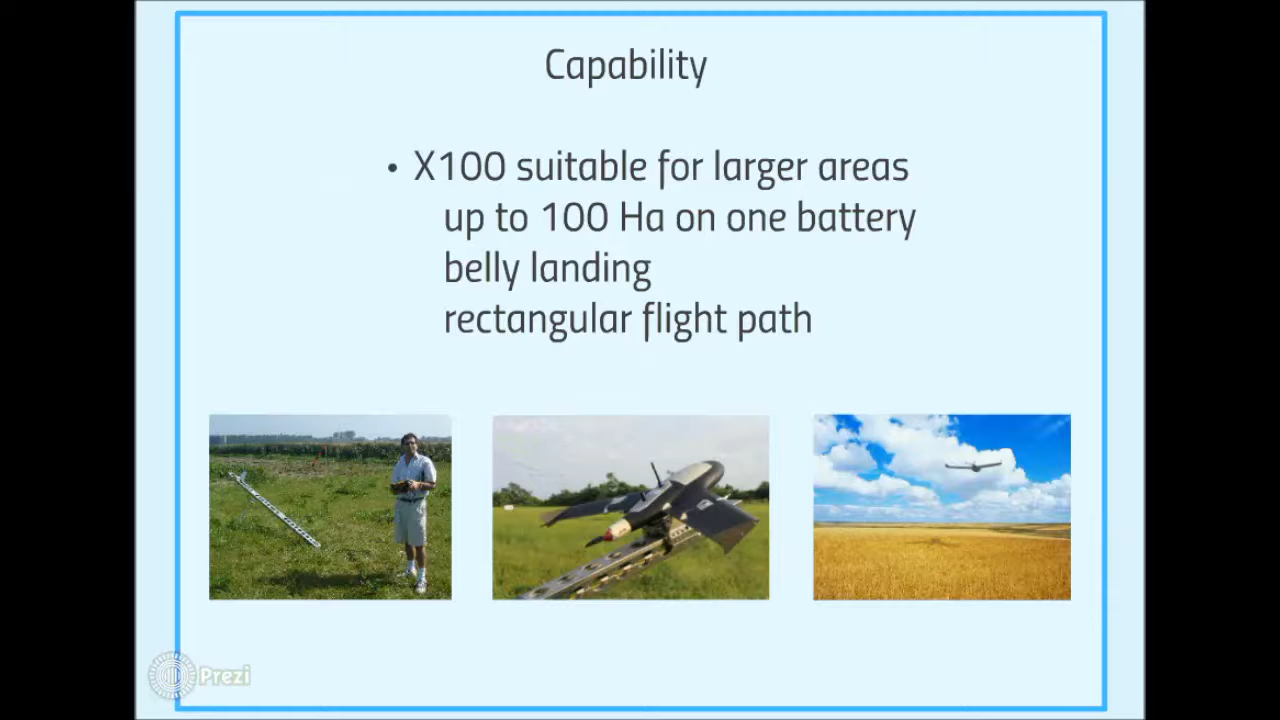 Capability
• X100 suitable for larger areas
up to 100 Ha on one battery
belly landing
rectangular flight path
Prezi